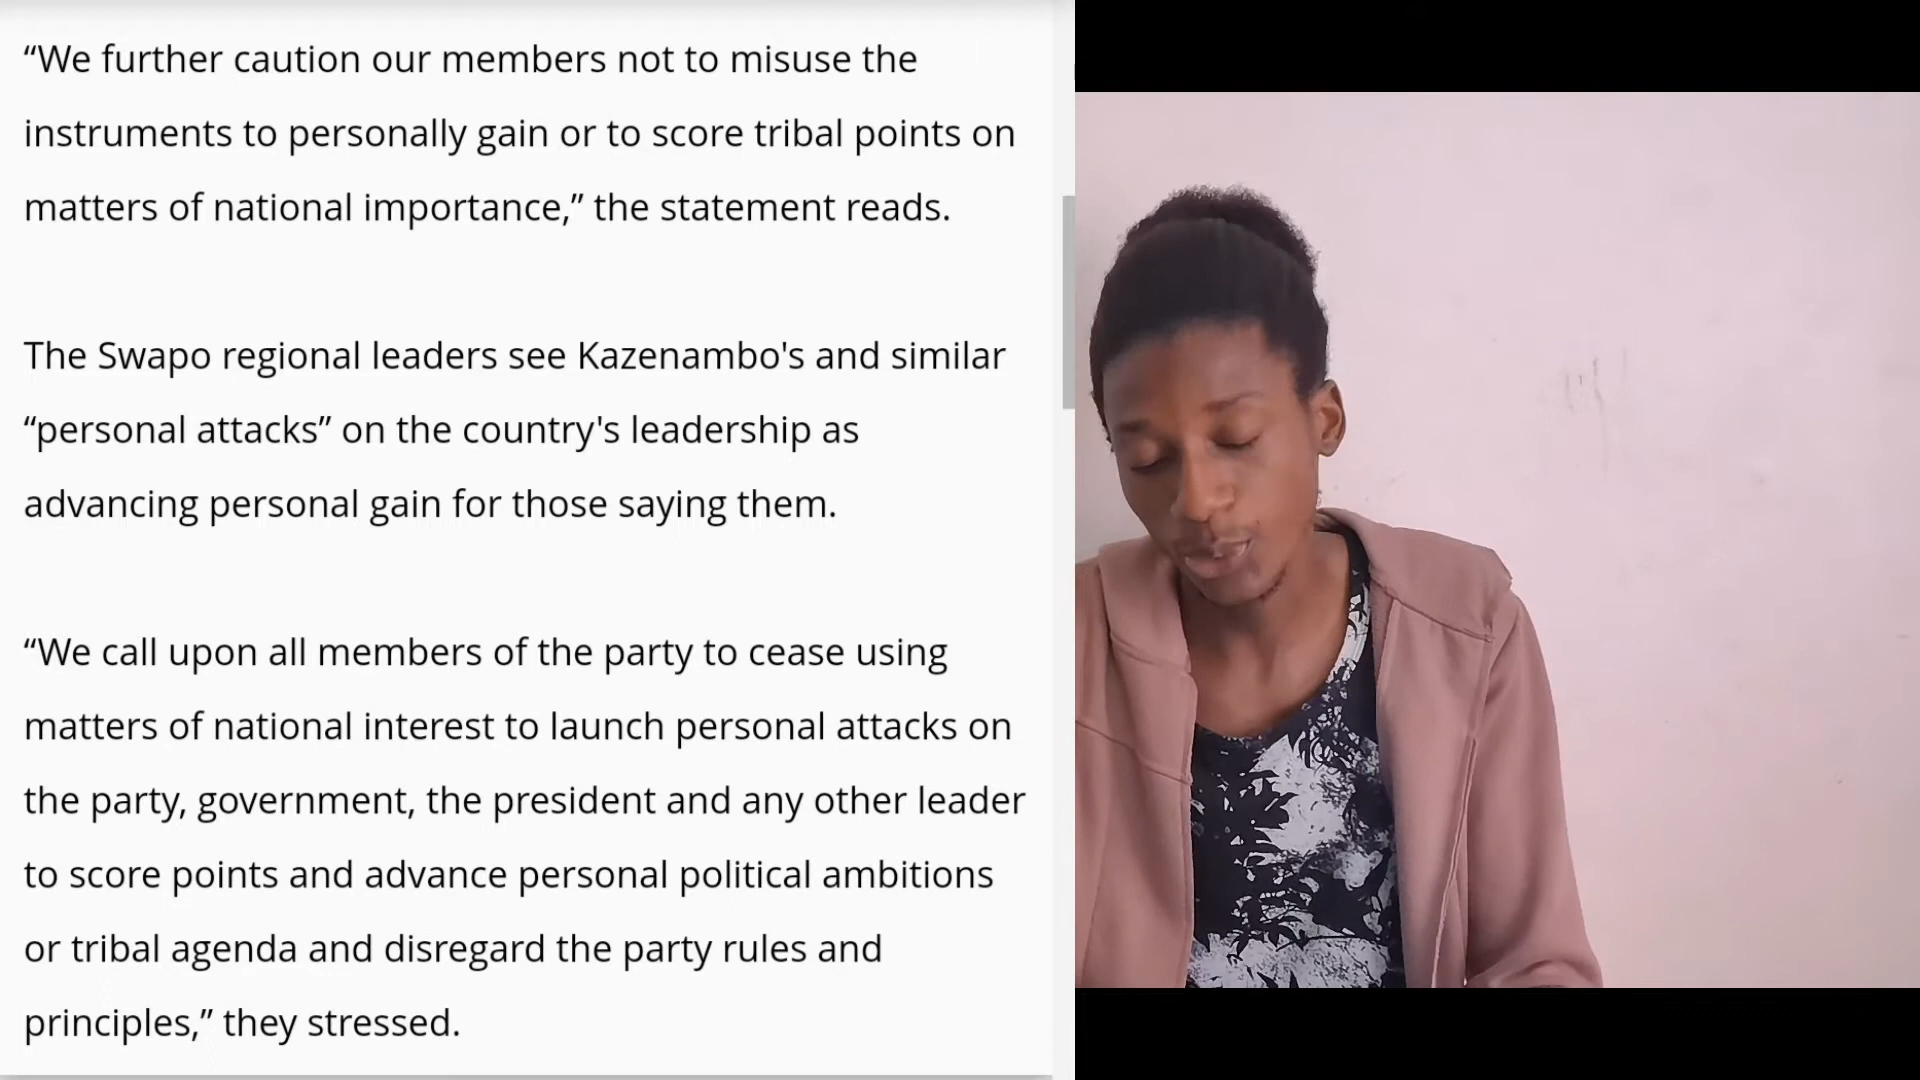 “We further caution our members not to misuse the
instruments to personally gain or to score tribal points on
matters of national importance,” the statement reads.
The Swapo regional leaders see Kazenambo's and similar
“personal attacks” on the country's leadership as
advancing personal gain for those saying them.
“We call upon all members of the party to cease using
matters of national interest to launch personal attacks on
the party, government, the president and any other leader
to score points and advance personal political ambitions
or tribal agenda and disregard the party rules and
principles,” they stressed.